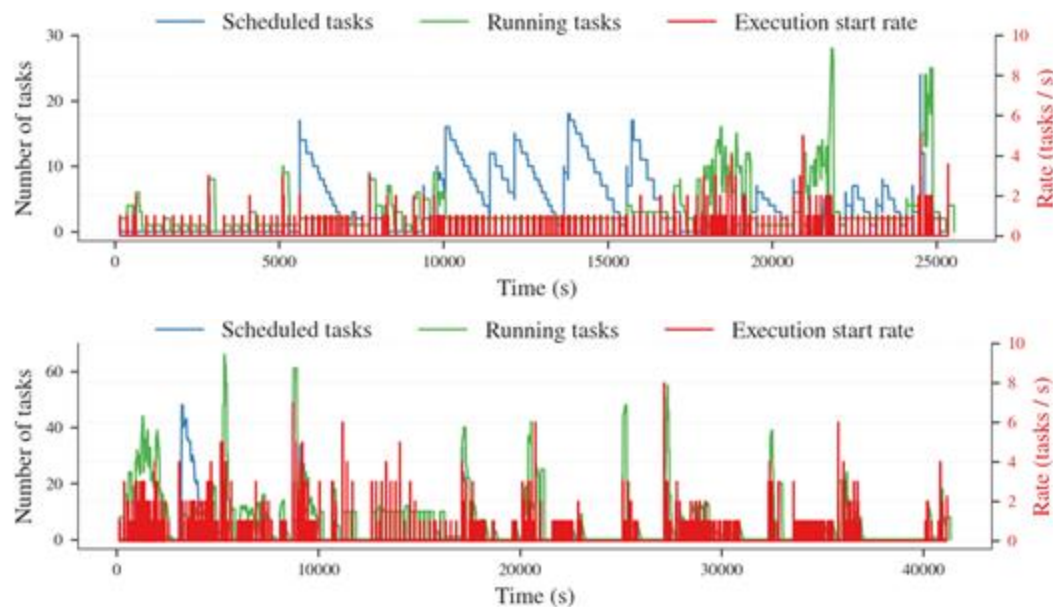 Scheduled tasks Running tasks Execution start rate
30 10
8
20
6
10 4
2
0 0
Number of tasks
Rate (tasks / s)
0 5000 10000 15000 20000 25000
Time (s)
Scheduled tasks Running tasks Execution start rate
10
60 8
40 6
4
20
2
0 0
Number of tasks
Rate (tasks / s)
0 10000 20000 30000 40000
Time (s)